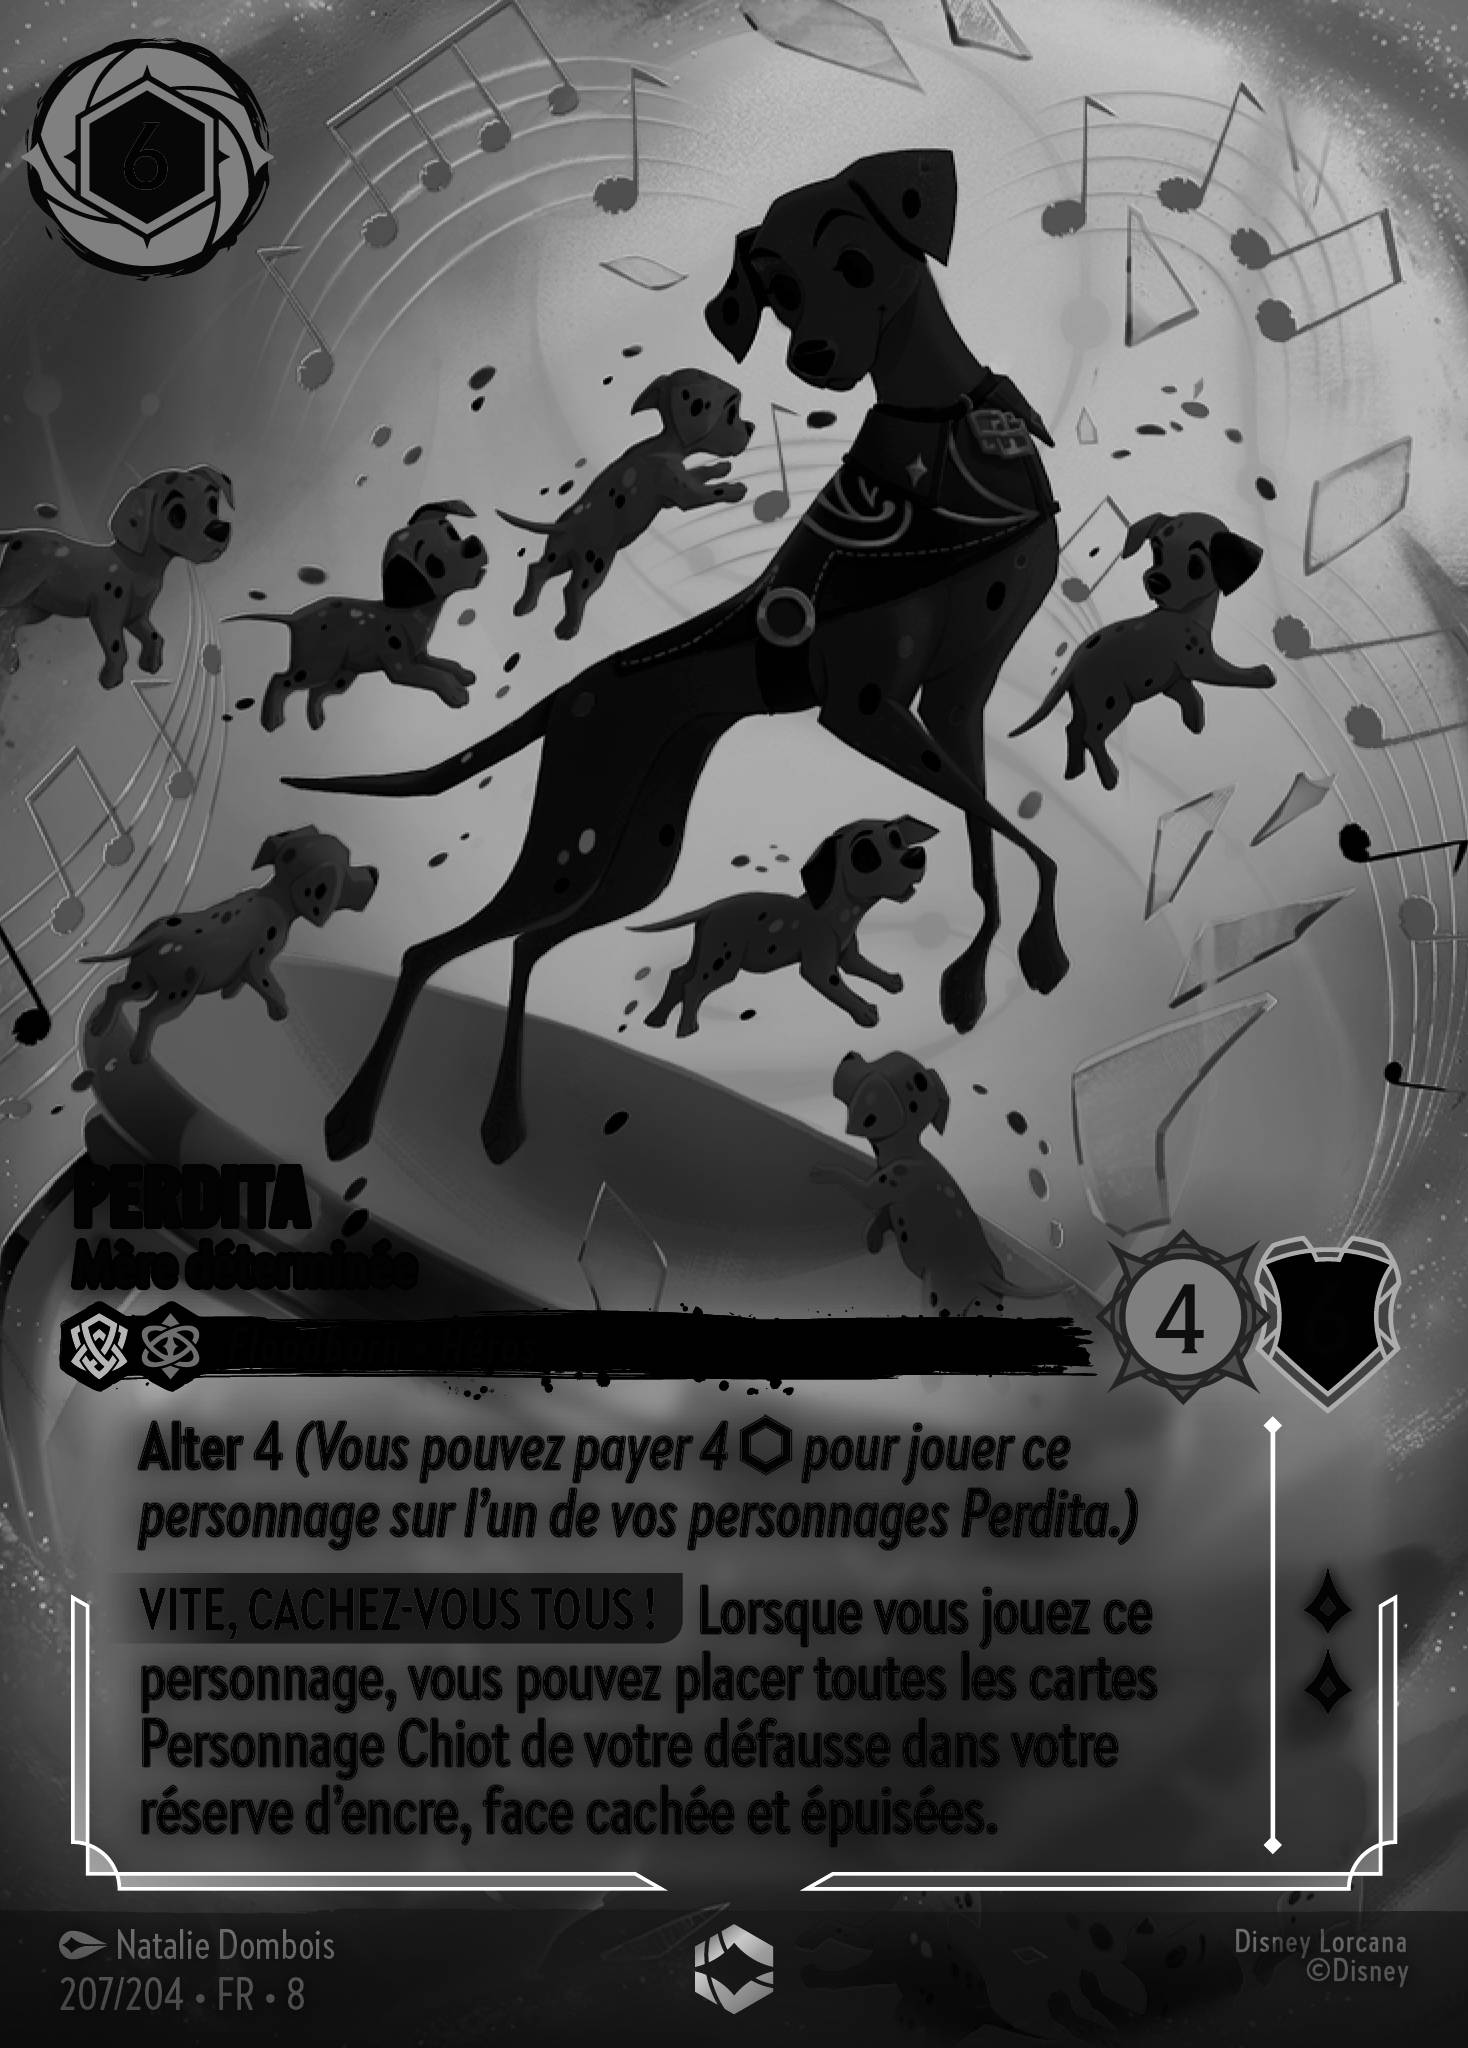 6
PERDITA
Mère déterminée
Floodborn • Héros
4
6
Alter 4 (Vous pouvez payer 4 pour jouer ce
personnage sur l’un de vos personnages Perdita.)
VITE, CACHEZ-VOUS TOUS ! Lorsque vous jouez ce
personnage, vous pouvez placer toutes les cartes
Personnage Chiot de votre défausse dans votre
réserve d’encre, face cachée et épuisées.
Natalie Dombois
207/204 • FR • 8
Disney Lorcana
©Disney